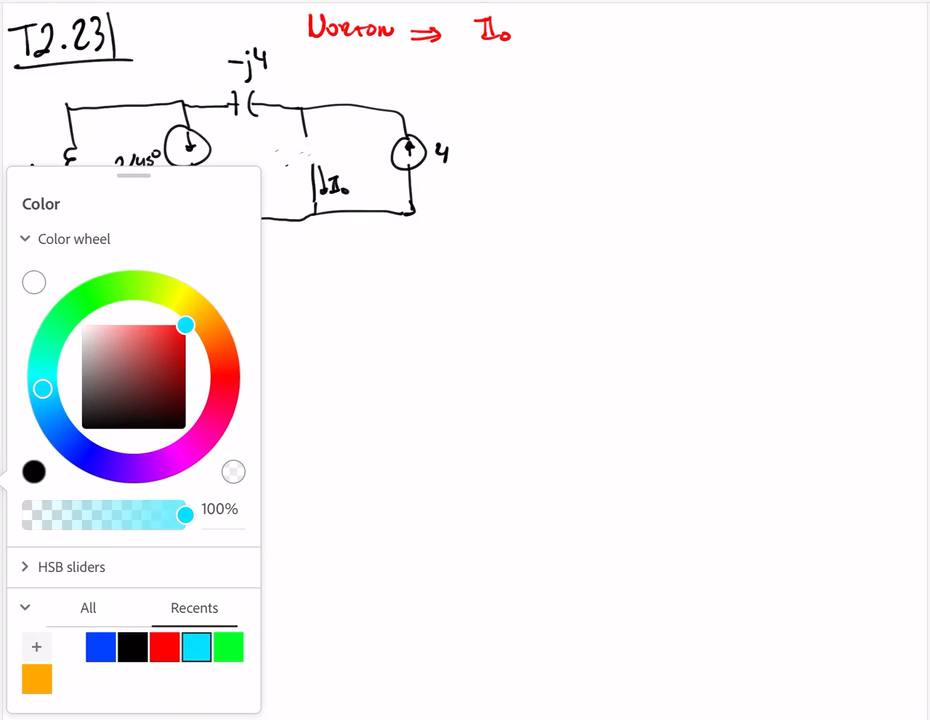 T2.23
Norton ⇒ I₀
-j4
2/45°
↓I₀
4
Color
Color wheel
100%
HSB sliders
All Recents
+